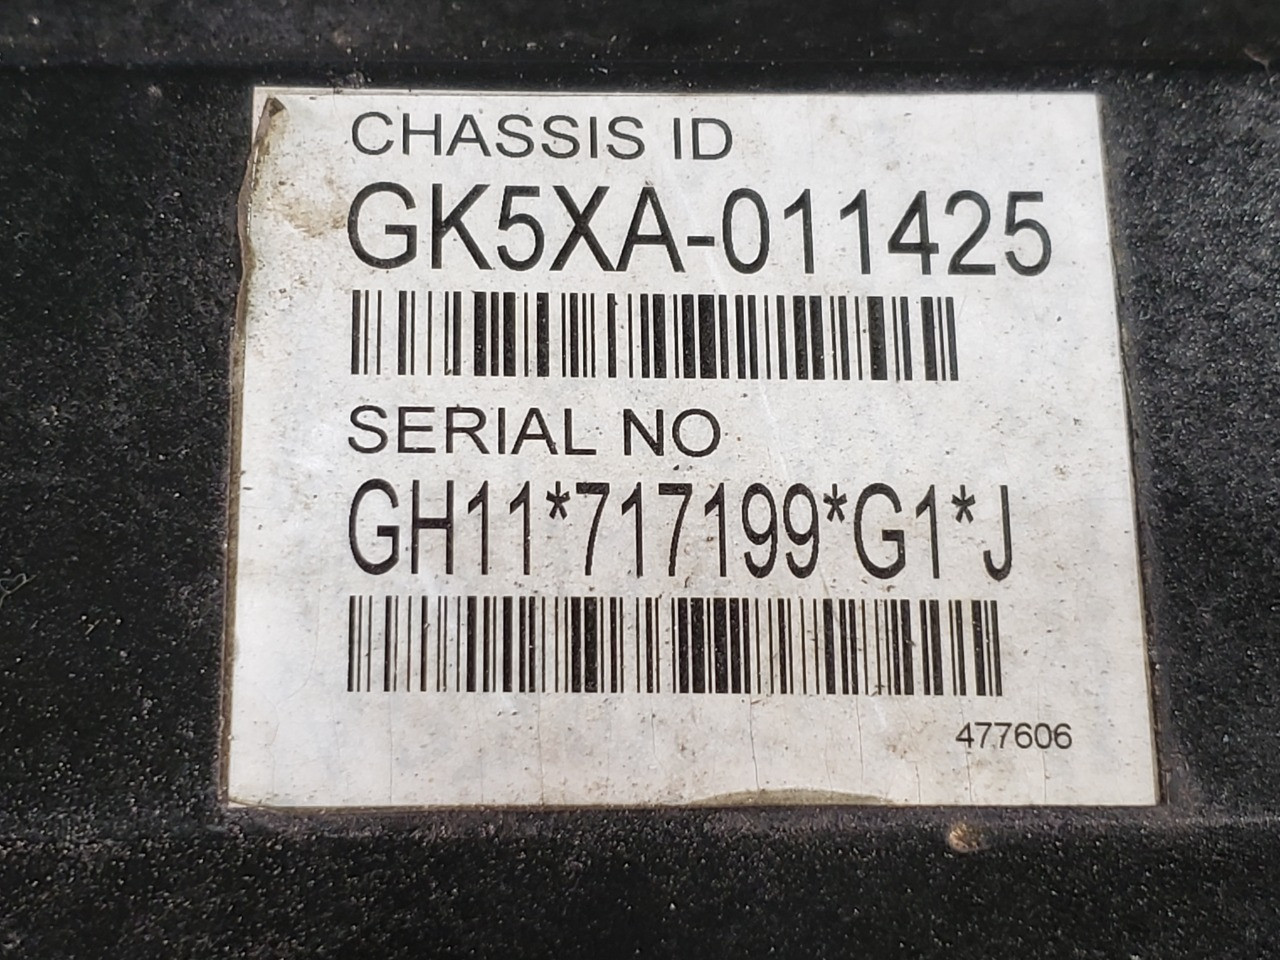 CHASSIS ID
GK5XA-011425
SERIAL NO
GH11*717199*G1*J
477606